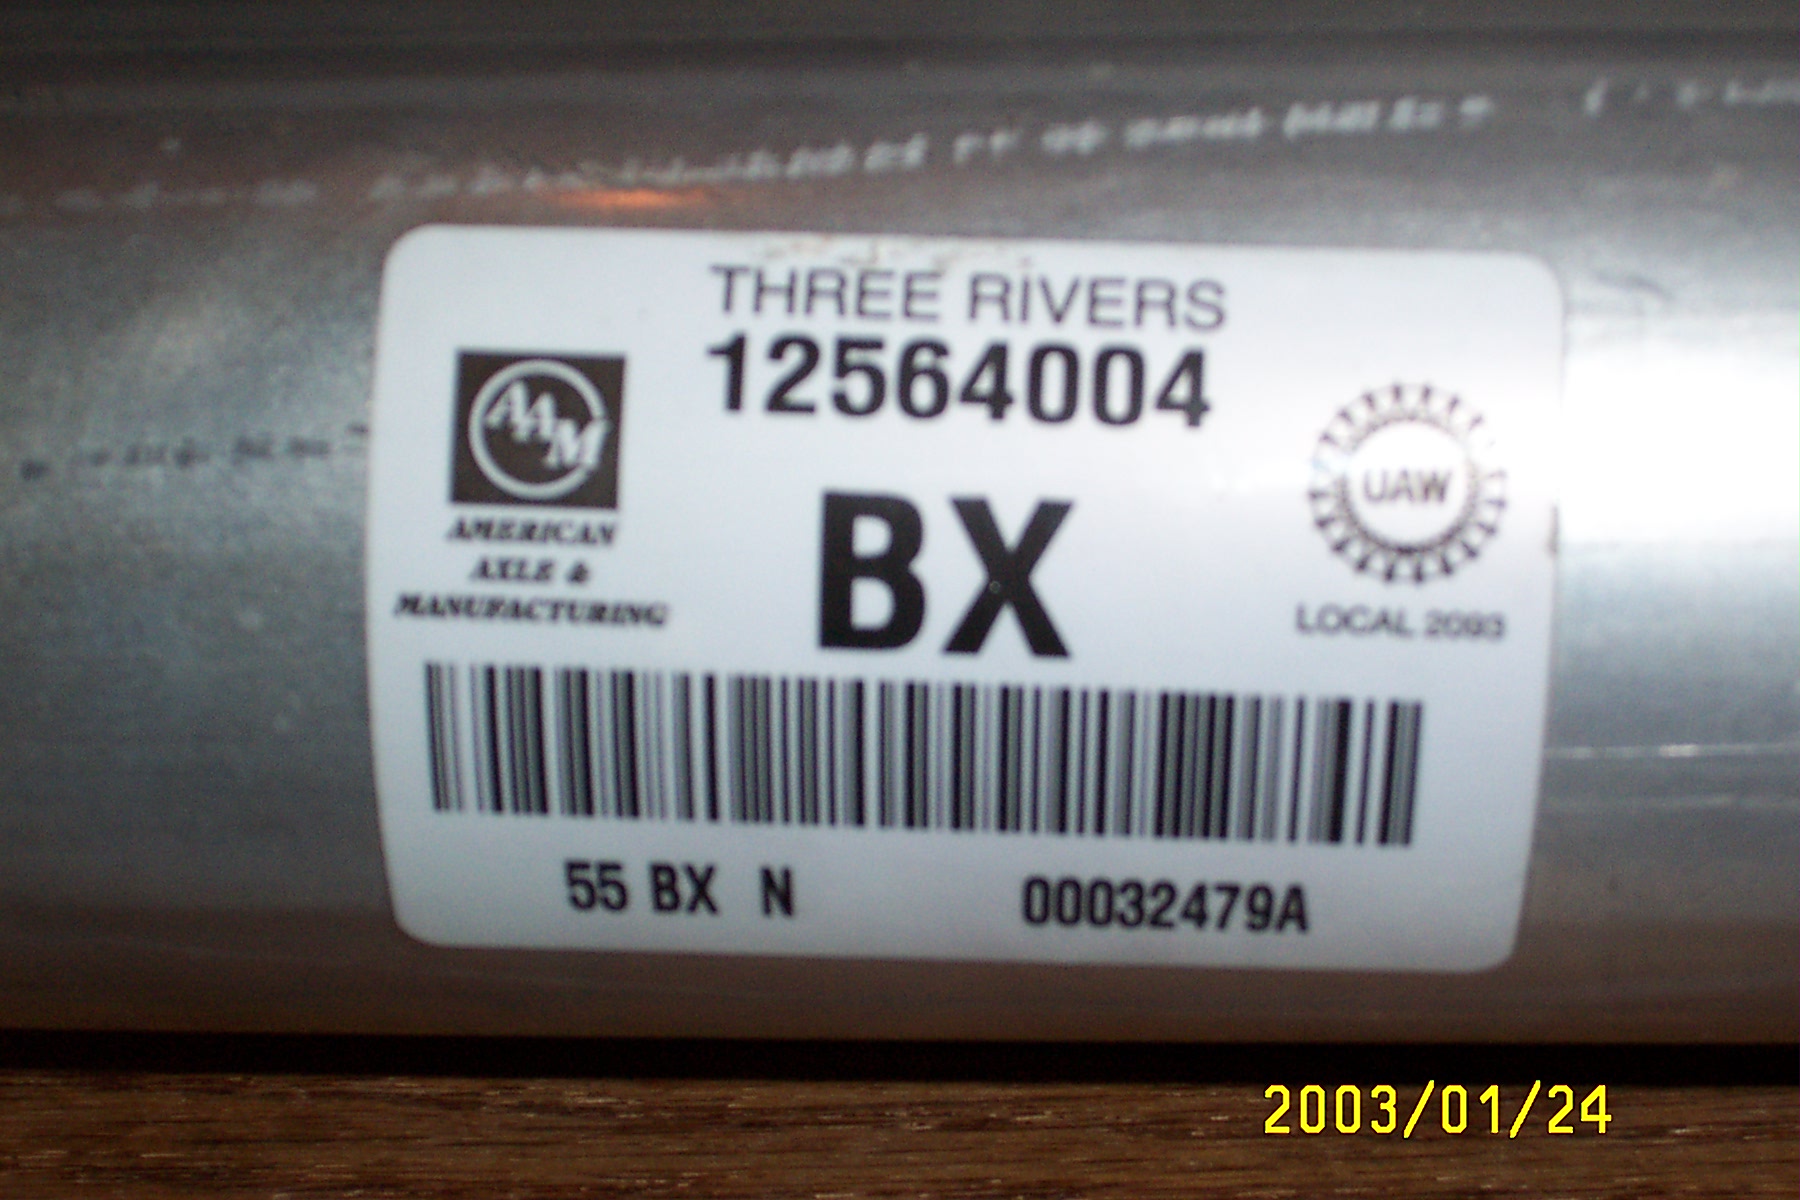 THREE RIVERS
12564004
AAM
AMERICAN
AXLE &
MANUFACTURING
BX
UAW
LOCAL 2093
55 BX N
00032479A
2003/01/24